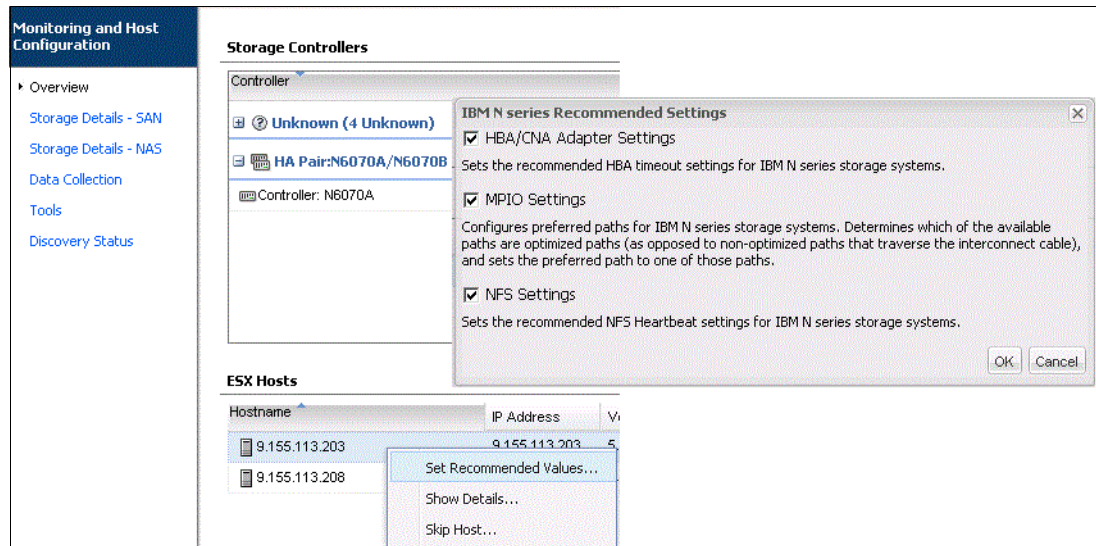 Monitoring and Host
Configuration
Overview
Storage Details - SAN
Storage Details - NAS
Data Collection
Tools
Discovery Status
Storage Controllers
Controller
Unknown (4 Unknown)
HA Pair:N6070A/N6070B
Controller: N6070A
IBM N series Recommended Settings
HBA/CNA Adapter Settings
Sets the recommended HBA timeout settings for IBM N series storage systems.
MPIO Settings
Configures preferred paths for IBM N series storage systems. Determines which of the available
paths are optimized paths (as opposed to non-optimized paths that traverse the interconnect cable),
and sets the preferred path to one of those paths.
NFS Settings
Sets the recommended NFS Heartbeat settings for IBM N series storage systems.
OK Cancel
ESX Hosts
Hostname IP Address
9.155.113.203 9.155.113.203 5.
9.155.113.208
Set Recommended Values...
Show Details...
Skip Host...